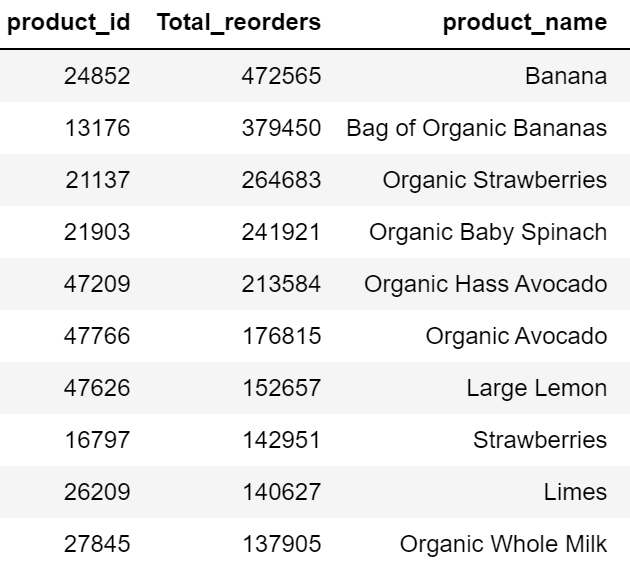 product_id Total_reorders product_name
24852 472565 Banana
13176 379450 Bag of Organic Bananas
21137 264683 Organic Strawberries
21903 241921 Organic Baby Spinach
47209 213584 Organic Hass Avocado
47766 176815 Organic Avocado
47626 152657 Large Lemon
16797 142951 Strawberries
26209 140627 Limes
27845 137905 Organic Whole Milk